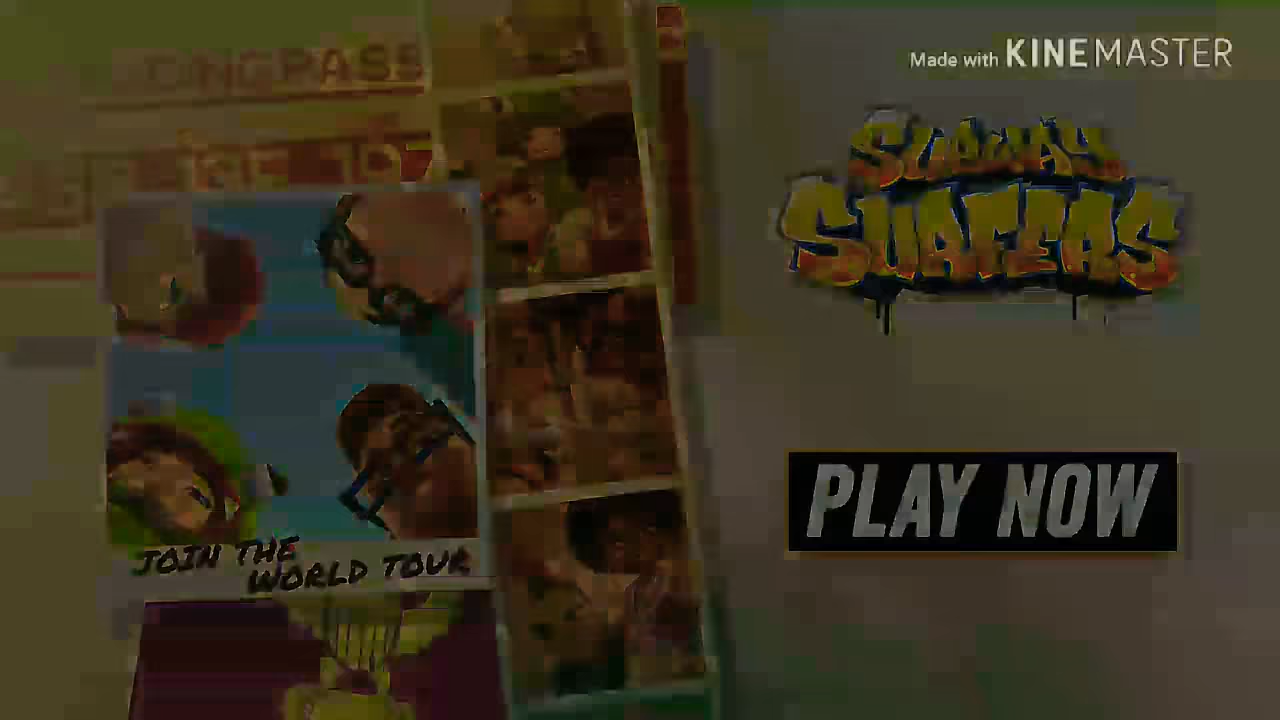 Made with KINEMASTER
SUBWAY
SURFERS
PLAY NOW
JOIN THE
WORLD TOUR